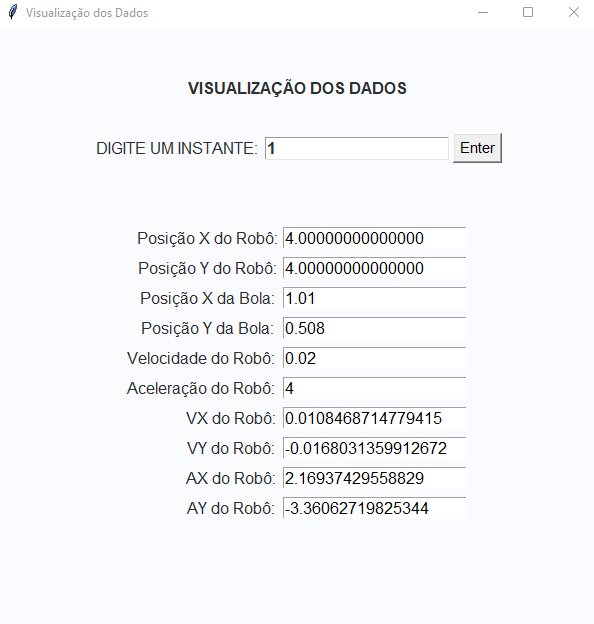 Visualização dos Dados
VISUALIZAÇÃO DOS DADOS
DIGITE UM INSTANTE: 1 Enter
Posição X do Robô: 4.00000000000000
Posição Y do Robô: 4.00000000000000
Posição X da Bola: 1.01
Posição Y da Bola: 0.508
Velocidade do Robô: 0.02
Aceleração do Robô: 4
VX do Robô: 0.0108468714779415
VY do Robô: -0.0168031359912672
AX do Robô: 2.16937429558829
AY do Robô: -3.36062719825344